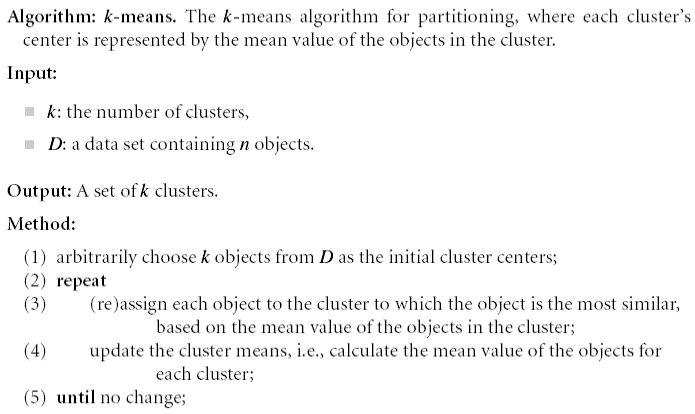 Algorithm: k-means. The k-means algorithm for partitioning, where each cluster's
center is represented by the mean value of the objects in the cluster.
Input:
k: the number of clusters,
D: a data set containing n objects.
Output: A set of k clusters.
Method:
(1) arbitrarily choose k objects from D as the initial cluster centers;
(2) repeat
(3) (re)assign each object to the cluster to which the object is the most similar,
based on the mean value of the objects in the cluster;
(4) update the cluster means, i.e., calculate the mean value of the objects for
each cluster;
(5) until no change;